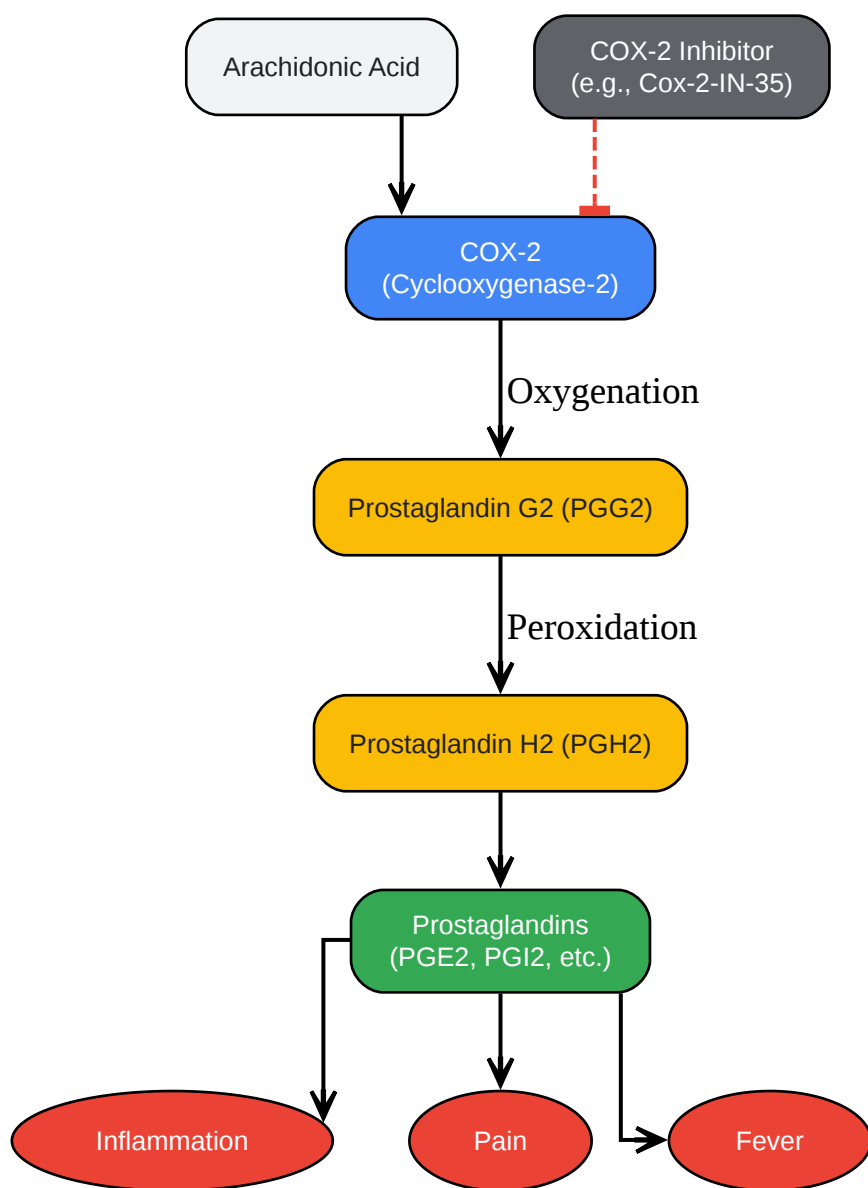 Arachidonic Acid
COX-2 Inhibitor
(e.g., Cox-2-IN-35)
COX-2
(Cyclooxygenase-2)
Oxygenation
Prostaglandin G2 (PGG2)
Peroxidation
Prostaglandin H2 (PGH2)
Prostaglandins
(PGE2, PGI2, etc.)
Inflammation
Pain
Fever